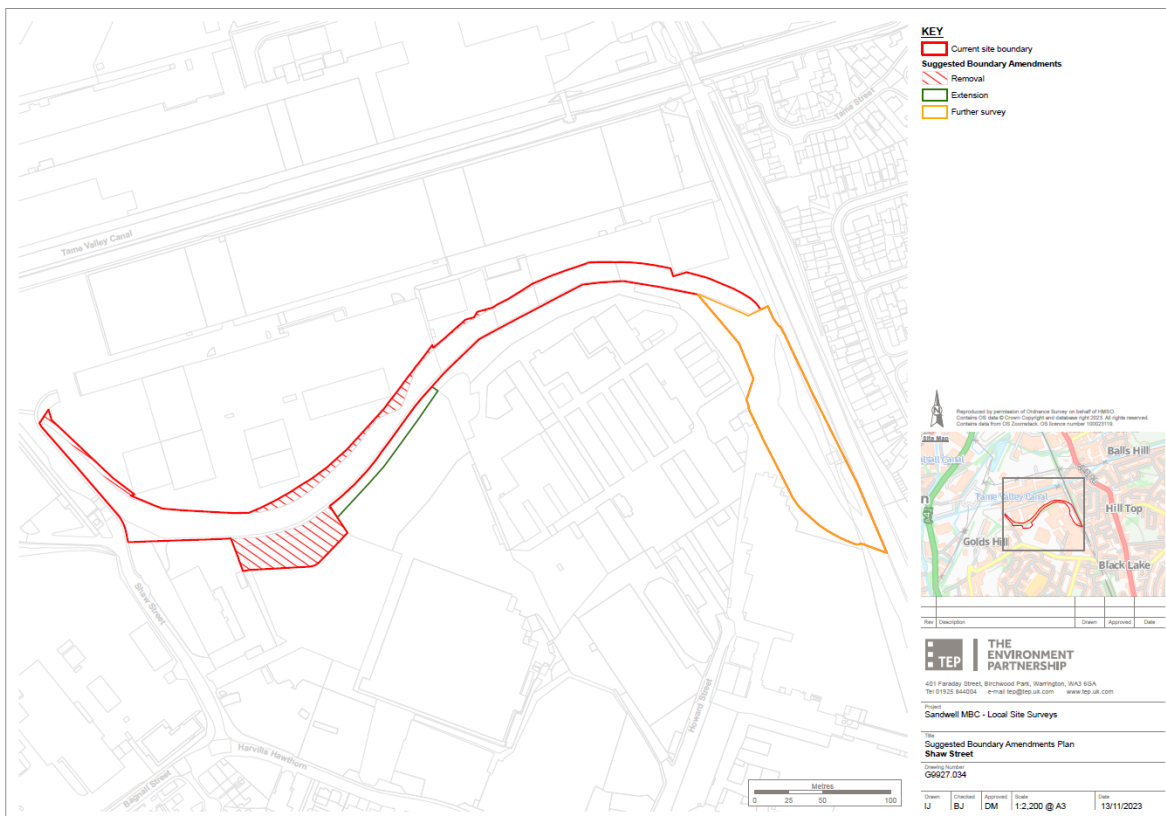 Tame Valley Canal
Tame Street
Shaw Street
Howard Street
Harvills Hawthorn
Bagnall Street
Metres
0 25 50 100
KEY
Current site boundary
Suggested Boundary Amendments
Removal
Extension
Further survey
N
Reproduced by permission of Ordnance Survey on behalf of HMSO.
Contains OS data © Crown Copyright and database right 2023. All rights reserved.
Contains data from OS Zoomstack. OS licence number 100023119.
Site Map
Balls Hill
Tame Valley Canal
Hill Top
Golds Hill
Black Lake
Rev Description Drawn Approved Date
TEP
THE
ENVIRONMENT
PARTNERSHIP
401 Faraday Street, Birchwood Park, Warrington, WA3 6GA
Tel 01925 844004 e-mail tep@tep.uk.com www.tep.uk.com
Project
Sandwell MBC - Local Site Surveys
Title
Suggested Boundary Amendments Plan
Shaw Street
Drawing Number
G9927.034
Drawn Checked Approved Scale Date
IJ BJ DM 1:2,200 @ A3 13/11/2023